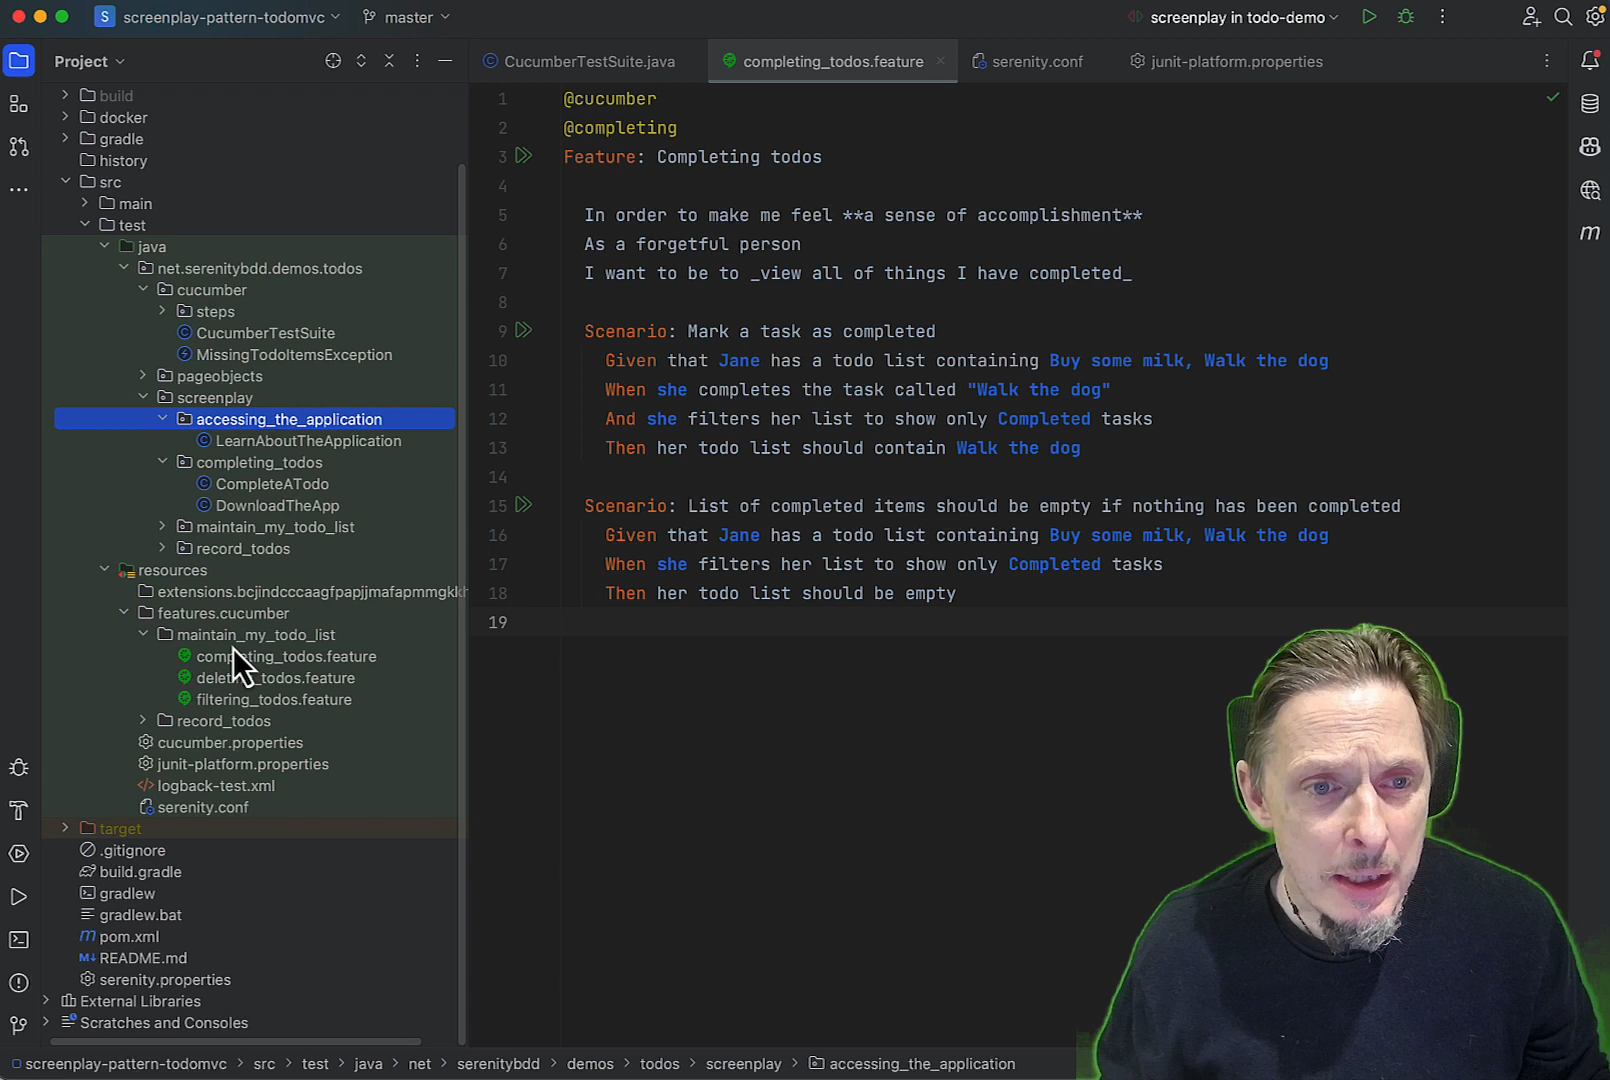 S screenplay-pattern-todomvc master screenplay in todo-demo
Project CucumberTestSuite.java completing_todos.feature serenity.conf junit-platform.properties
build
docker
gradle
history
src
main
test
java
net.serenitybdd.demos.todos
cucumber
steps
CucumberTestSuite
MissingTodoItemsException
pageobjects
screenplay
accessing_the_application
LearnAboutTheApplication
completing_todos
CompleteATodo
DownloadTheApp
maintain_my_todo_list
record_todos
resources
features.cucumber
maintain_my_todo_list
filtering_todos.feature
record_todos
cucumber.properties
junit-platform.properties
logback-test.xml
serenity.conf
target
.gitignore
build.gradle
gradlew
gradlew.bat
m pom.xml
M↓ README.md
serenity.properties
External Libraries
Scratches and Consoles
1 @cucumber
2 @completing
3 Feature: Completing todos
4
5 In order to make me feel **a sense of accomplishment**
6 As a forgetful person
7 I want to be to _view all of things I have completed_
8
9 Scenario: Mark a task as completed
10 Given that Jane has a todo list containing Buy some milk, Walk the dog
11 When she completes the task called "Walk the dog"
12 And she filters her list to show only Completed tasks
13 Then her todo list should contain Walk the dog
14
15 Scenario: List of completed items should be empty if nothing has been completed
16 Given that Jane has a todo list containing Buy some milk, Walk the dog
17 When she filters her list to show only Completed tasks
18 Then her todo list should be empty
19
m
screenplay-pattern-todomvc > src > test > java > net > serenitybdd > demos > todos > screenplay > accessing_the_application